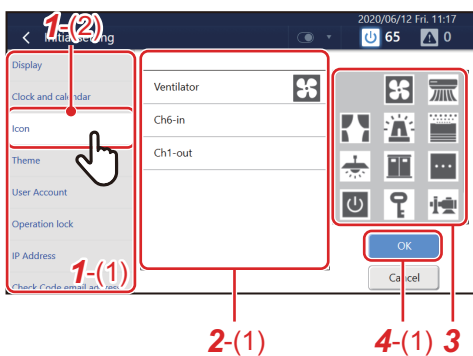 2020/06/12 Fri. 11:17
1-(2)
Initial setting
65
0
Display
Clock and calendar
Icon
Theme
User Account
Operation lock
IP Address
1-(1)
Check Code email address
Ventilator
Ch6-in
Ch1-out
OK
Cancel
2-(1)
4-(1)
3